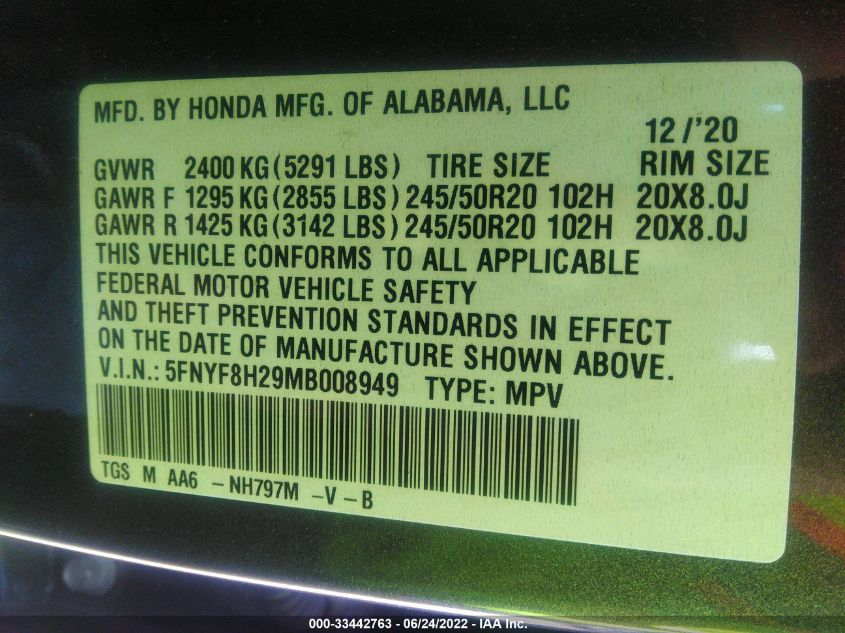 MFD. BY HONDA MFG. OF ALABAMA, LLC
12 /'20
GVWR 2400 KG (5291 LBS) TIRE SIZE RIM SIZE
GAWR F 1295 KG (2855 LBS) 245/50R20 102H 20X8.0J
GAWR R 1425 KG (3142 LBS) 245/50R20 102H 20X8.0J
THIS VEHICLE CONFORMS TO ALL APPLICABLE
FEDERAL MOTOR VEHICLE SAFETY
AND THEFT PREVENTION STANDARDS IN EFFECT
ON THE DATE OF MANUFACTURE SHOWN ABOVE.
V.I.N.: 5FNYF8H29MB008949 TYPE: MPV
TGS M AA6 - NH797M - V - B
000-33442763 - 06/24/2022 - IAA Inc.